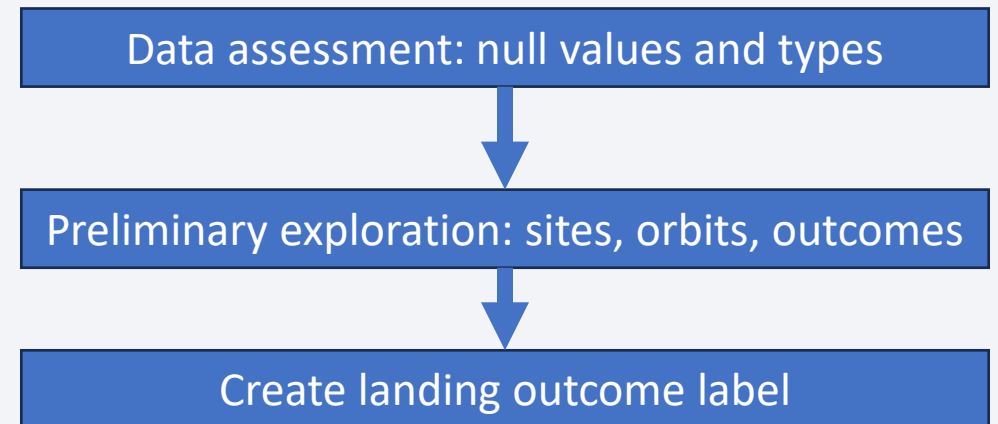 Data assessment: null values and types
Preliminary exploration: sites, orbits, outcomes
Create landing outcome label